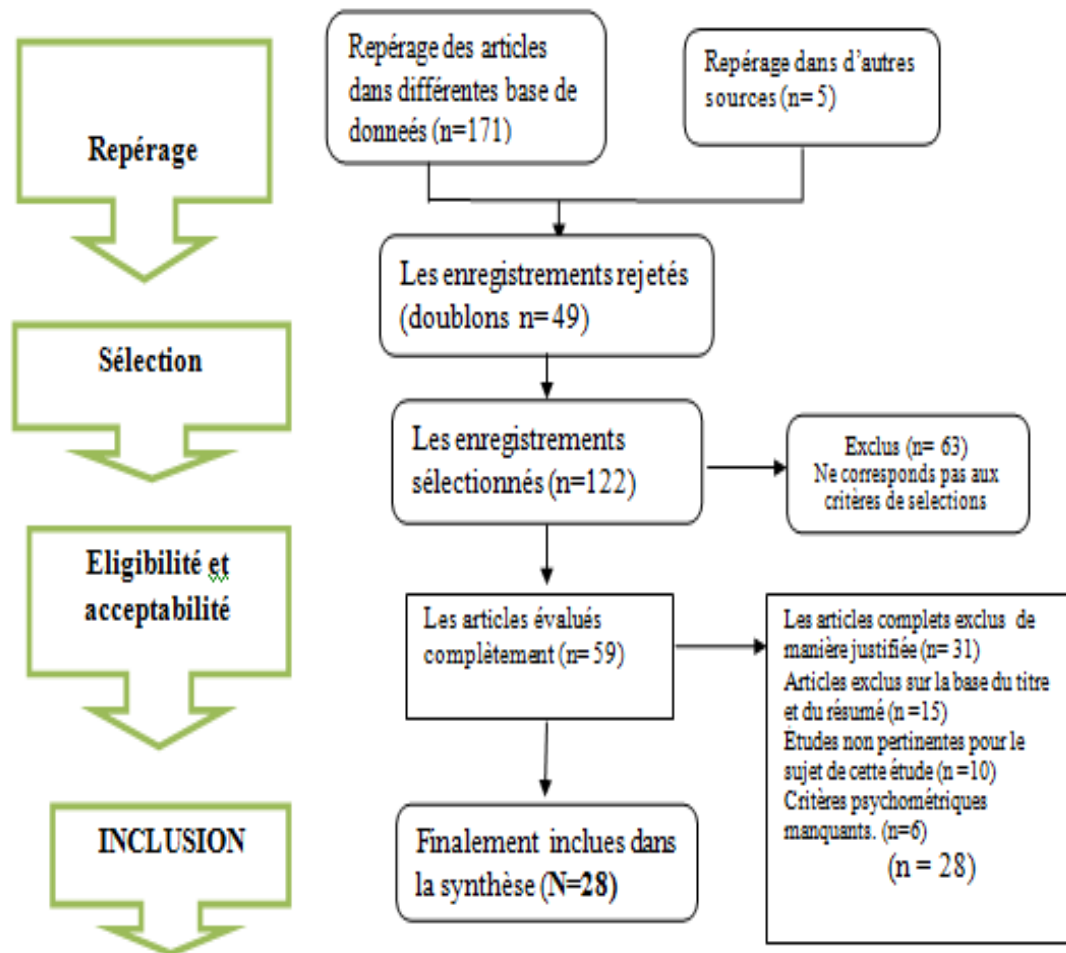 Repérage des articles
dans différentes base de
donneés (n=171)
Repérage dans d'autres
sources (n= 5)
Repérage
Les enregistrements rejetés
(doublons n= 49)
Sélection
Les enregistrements
sélectionnés (n=122)
Exclus (n= 63)
Ne corresponds pas aux
critères de selections
Eligibilité et
acceptabilité
Les articles évalués
complètement (n= 59)
Les articles complets exclus de
manière justifiée (n= 31)
Articles exclus sur la base du titre
et du résumé (n =15)
Études non pertinentes pour le
sujet de cette étude (n =10)
Critères psychométriques
manquants. (n=6)
(n = 28)
INCLUSION
Finalement inclues dans
la synthèse (N=28)